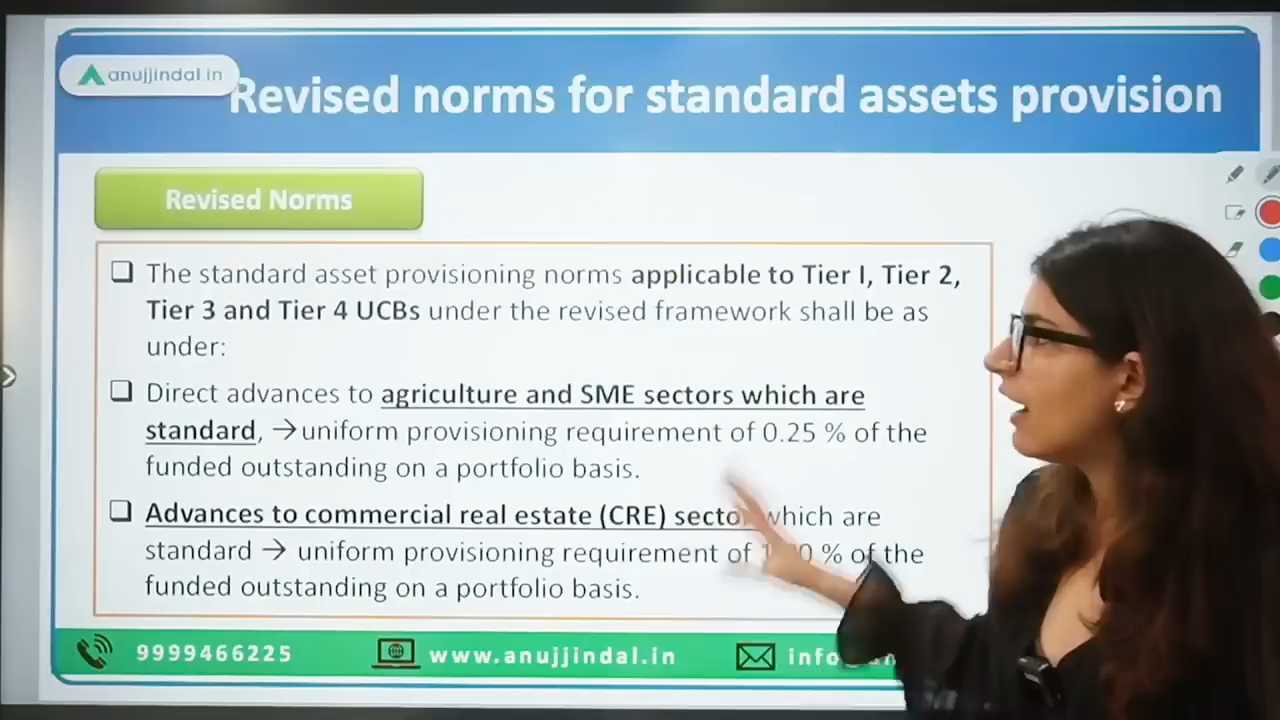 anujjindal.in
Revised norms for standard assets provision
Revised Norms
The standard asset provisioning norms applicable to Tier I, Tier 2,
Tier 3 and Tier 4 UCBs under the revised framework shall be as
under:
Direct advances to agriculture and SME sectors which are
standard, →uniform provisioning requirement of 0.25 % of the
funded outstanding on a portfolio basis.
Advances to commercial real estate (CRE) which are
standard → uniform provisioning requirement of % of the
funded outstanding on a portfolio basis.
9999466225
www.anujjindal.in